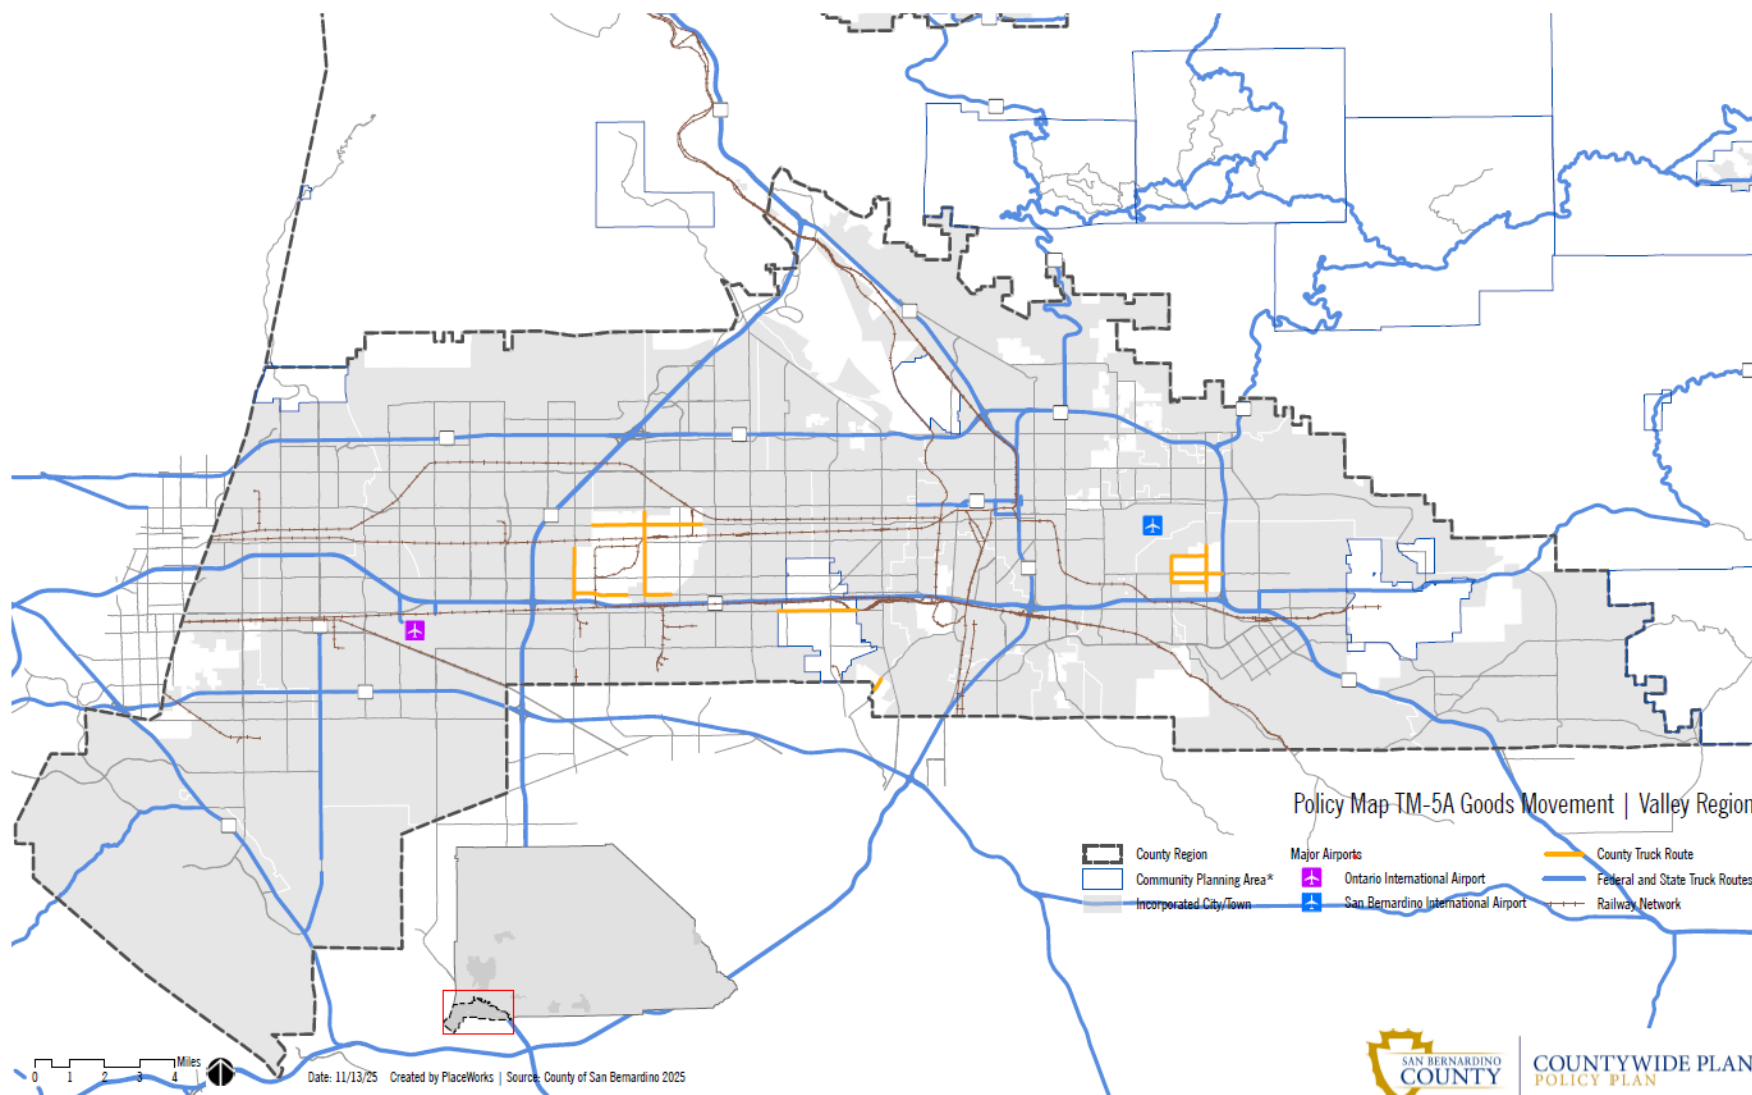 Policy Map TM-5A Goods Movement | Valley Region
County Region
Community Planning Area*
Incorporated City/Town
Major Airports
Ontario International Airport
San Bernardino International Airport
County Truck Route
Federal and State Truck Routes
Railway Network
Miles
0 1 2 3 4
Date: 11/13/25 Created by PlaceWorks | Source: County of San Bernardino 2025
SAN BERNARDINO
COUNTY
COUNTYWIDE PLAN
POLICY PLAN